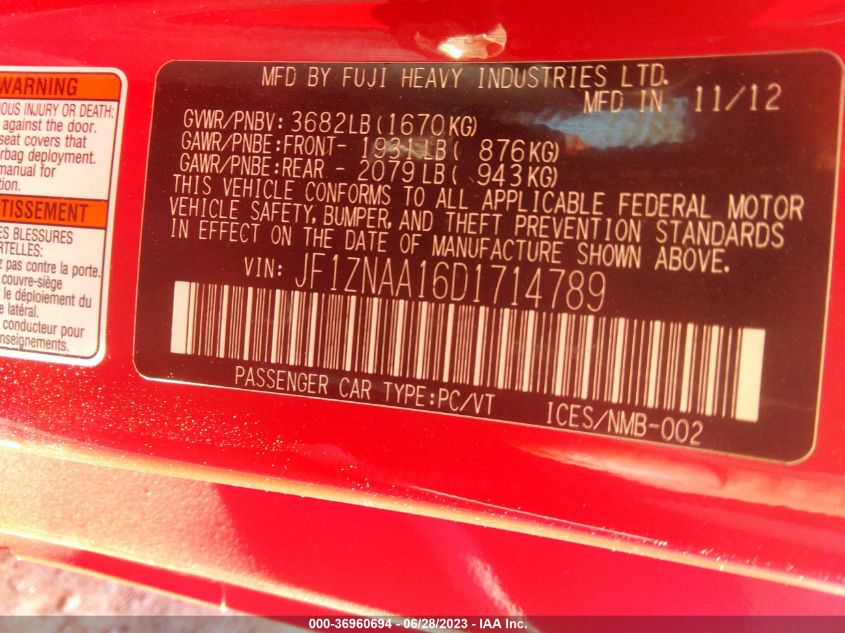 WARNING
OUS INJURY OR DEATH:
against the door.
seat covers that
rbag deployment.
manual for
tion.
TISSEMENT
ES BLESSURES
RTELLES:
z pas contre la porte.
couvre-siège
r le déploiement du
e latéral.
u conducteur pour
nseignements.
MFD BY FUJI HEAVY INDUSTRIES LTD.
MFD IN 11/12
GVWR/PNBV: 3682LB(1670KG)
GAWR/PNBE:FRONT- 1931LB( 876KG)
GAWR/PNBE:REAR - 2079LB( 943KG)
THIS VEHICLE CONFORMS TO ALL APPLICABLE FEDERAL MOTOR
VEHICLE SAFETY, BUMPER, AND THEFT PREVENTION STANDARDS
IN EFFECT ON THE DATE OF MANUFACTURE SHOWN ABOVE.
VIN: JF1ZNAA16D1714789
PASSENGER CAR TYPE:PC/VT
ICES/NMB-002
000-36960694 - 06/28/2023 - IAA Inc.